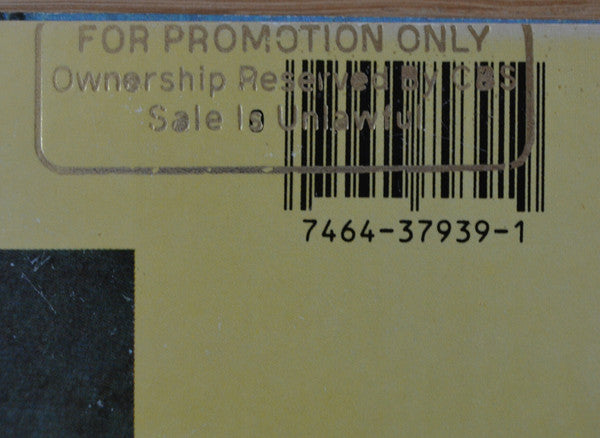 FOR PROMOTION ONLY
Ownership Reserved By CBS
Sale Is Unlawful
7464-37939-1